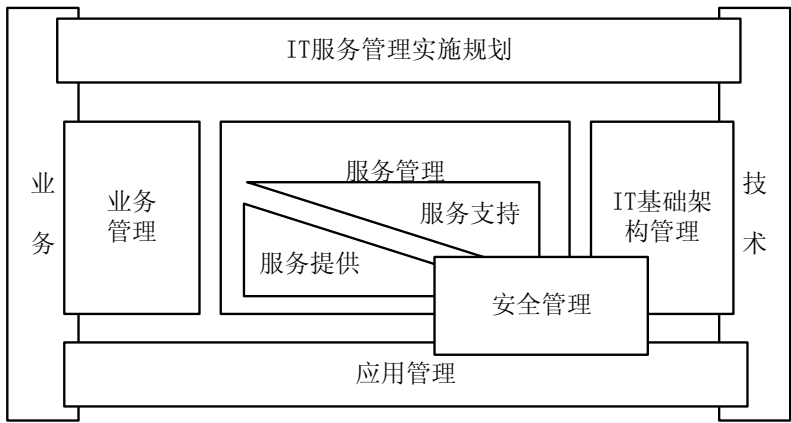 IT服务管理实施规划
业
务
业务
管理
服务管理
服务支持
服务提供
IT基础架
构管理
技
术
安全管理
应用管理